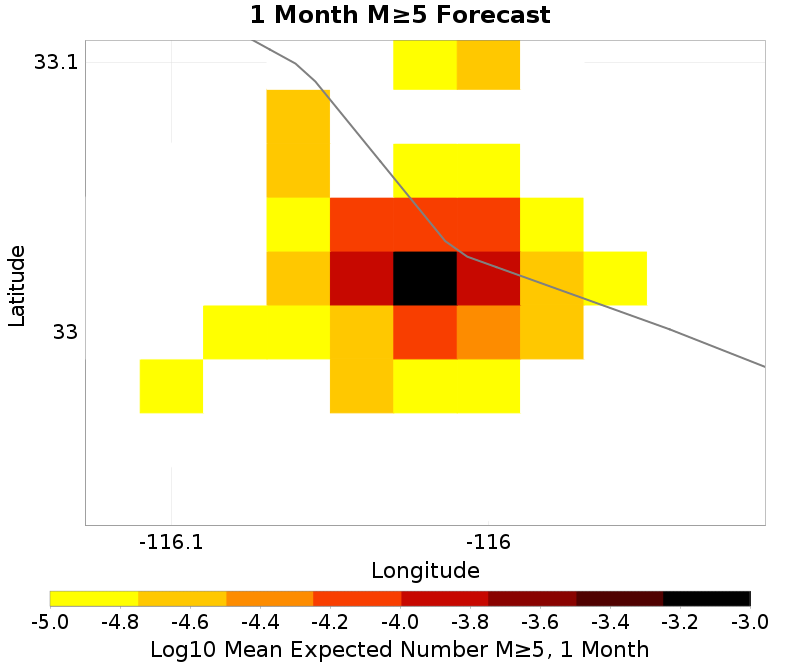 1 Month M≥5 Forecast
33.1
33
Latitude
-116.1
-116
Longitude
-5.0 -4.8 -4.6 -4.4 -4.2 -4.0 -3.8 -3.6 -3.4 -3.2 -3.0
Log10 Mean Expected Number M≥5, 1 Month